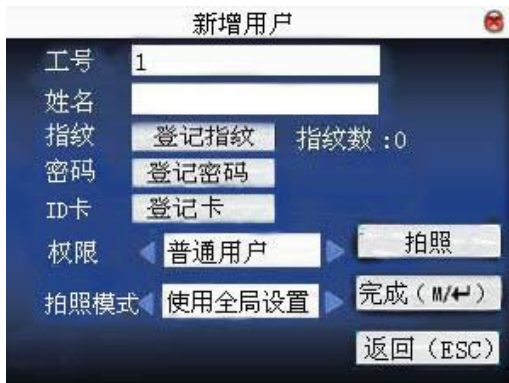 新增用户
工号 1
姓名
指纹 登记指纹 指纹数 :0
密码 登记密码
ID卡 登记卡
权限 普通用户 拍照
拍照模式 使用全局设置 完成 (M/↵)
返回 (ESC)